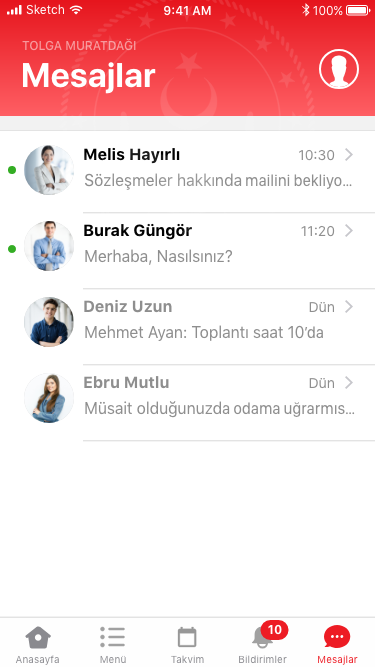 Sketch 9:41 AM 100%
TOLGA MURATDAĞI
Mesajlar
Melis Hayırlı 10:30
Sözleşmeler hakkında mailini bekliyo...
Burak Güngör 11:20
Merhaba, Nasılsınız?
Deniz Uzun Dün
Mehmet Ayan: Toplantı saat 10’da
Ebru Mutlu Dün
Müsait olduğunuzda odama uğrarmıs...
10
Anasayfa Menü Takvim Bildirimler Mesajlar